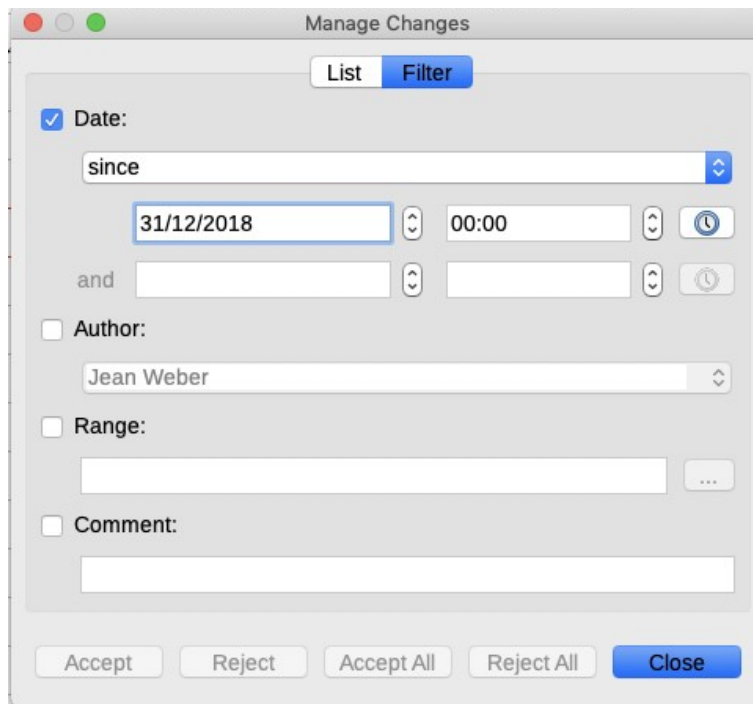 Manage Changes
List Filter
Date:
since
31/12/2018 00:00
and
Author:
Jean Weber
Range:
...
Comment:
Accept Reject Accept All Reject All Close